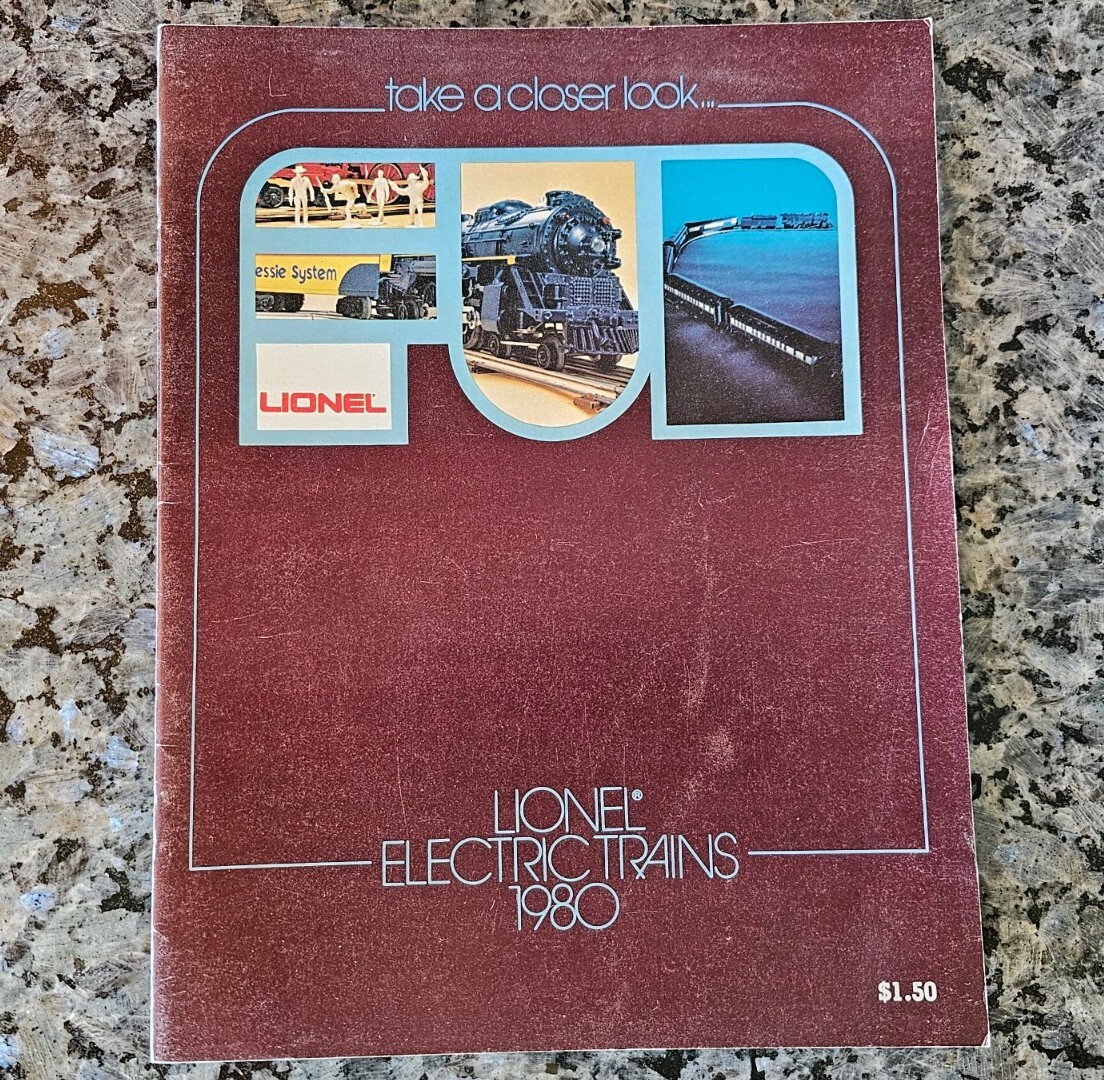 take a closer look...
essie System
LIONEL
LIONEL®
ELECTRIC TRAINS
1980
$1.50